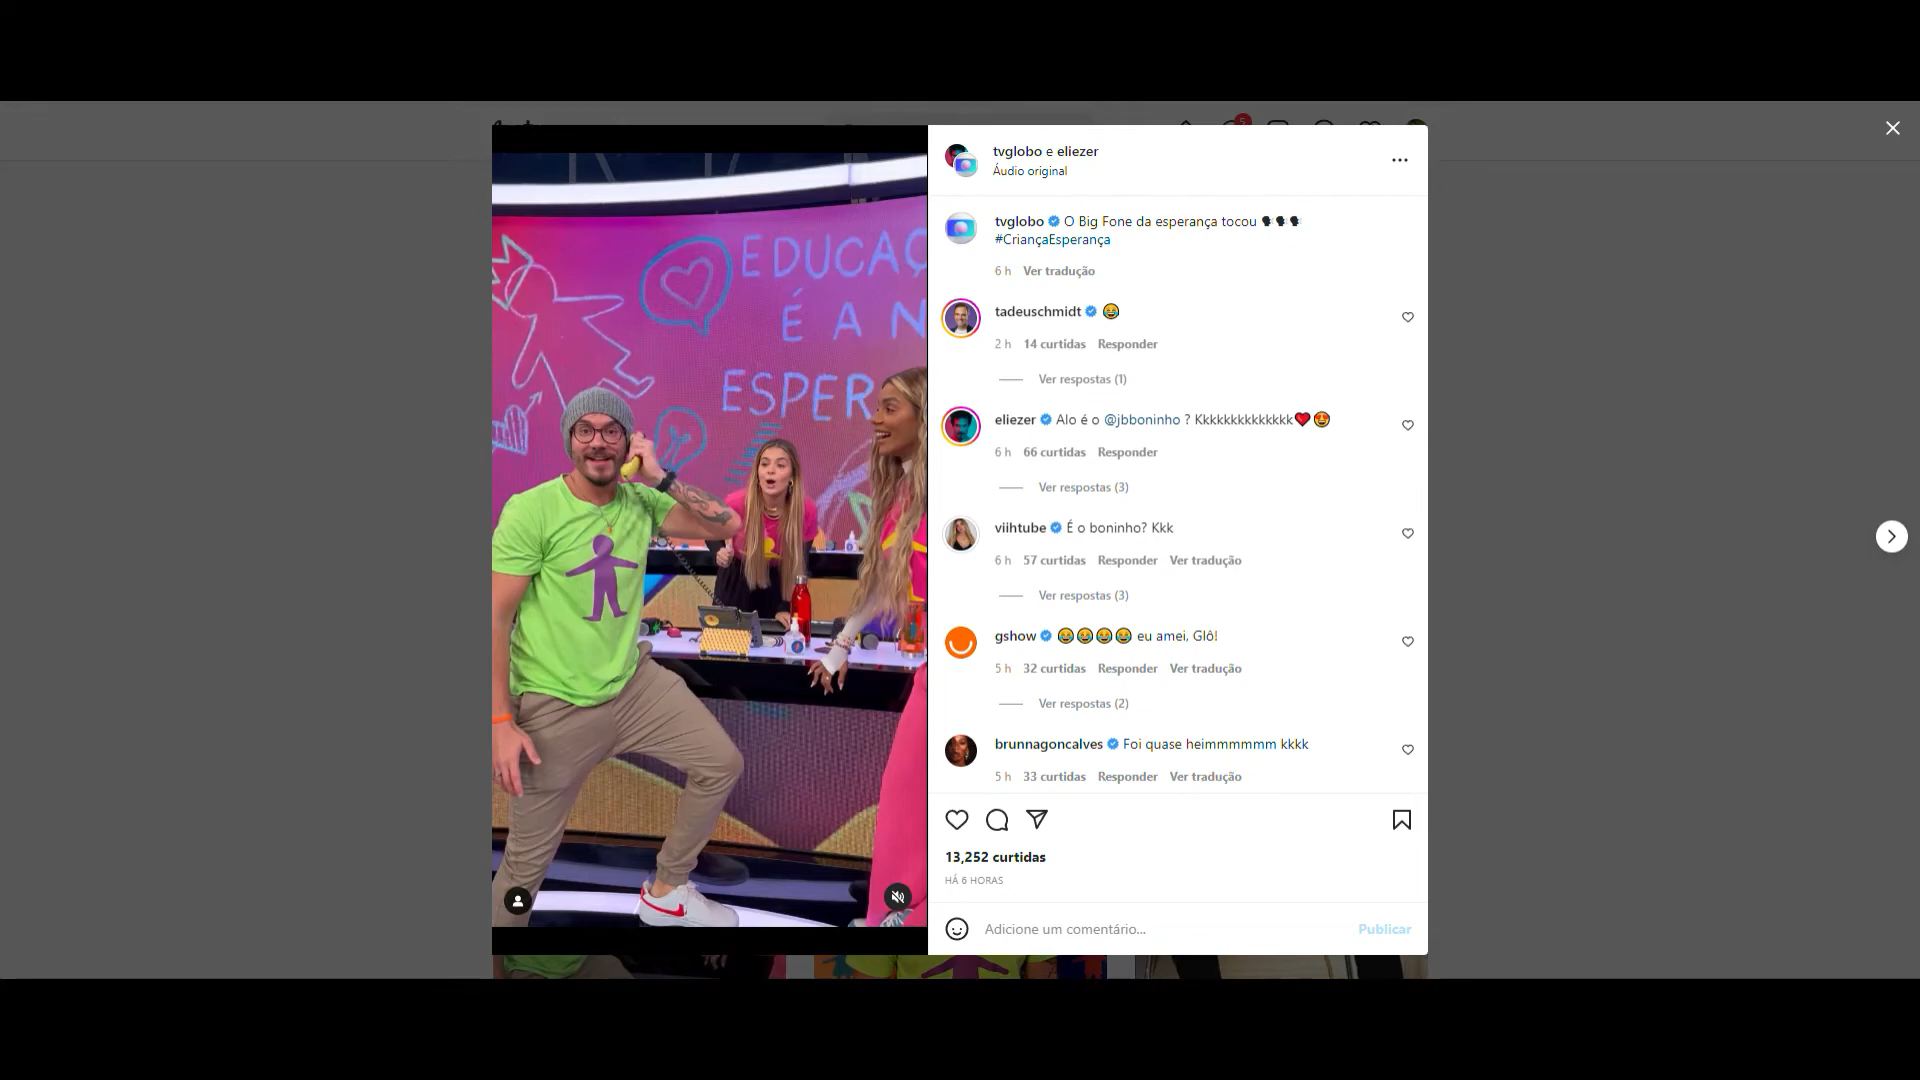 5
EDUCAÇ
É A N
ESPER
tvglobo e eliezer
Áudio original
tvglobo O Big Fone da esperança tocou 🗣🗣🗣
#CriançaEsperança
6 h Ver tradução
tadeuschmidt 😂
2 h 14 curtidas Responder
Ver respostas (1)
eliezer Alo é o @jbboninho ? Kkkkkkkkkkkkkk❤😍
6 h 66 curtidas Responder
Ver respostas (3)
viihtube É o boninho? Kkk
6 h 57 curtidas Responder Ver tradução
Ver respostas (3)
gshow 😂😂😂😂 eu amei, Glô!
5 h 32 curtidas Responder Ver tradução
Ver respostas (2)
brunnagoncalves Foi quase heimmmmmm kkkk
5 h 33 curtidas Responder Ver tradução
13,252 curtidas
HÁ 6 HORAS
Adicione um comentário...
Publicar